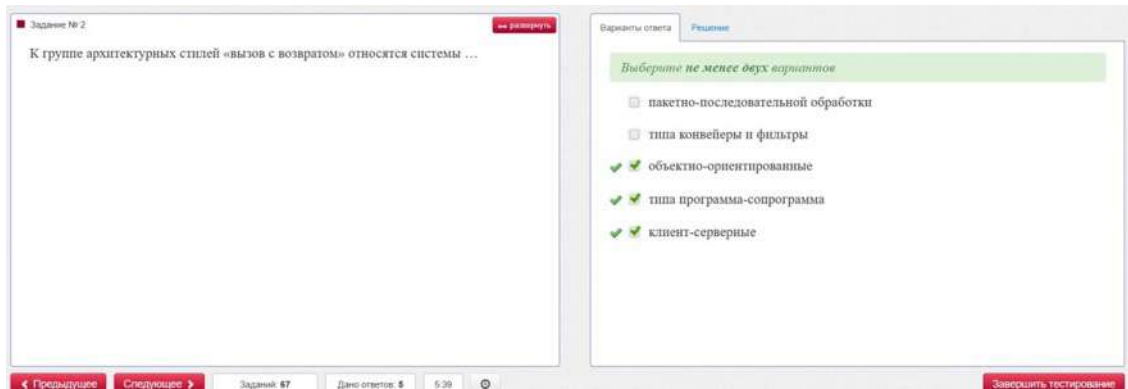 Задание № 2
развернуть
К группе архитектурных стилей «вызов с возвратом» относятся системы …
Варианты ответа
Решение
Выберите не менее двух вариантов
пакетно-последовательной обработки
типа конвейеры и фильтры
объектно-ориентированные
типа программа-сопрограмма
клиент-серверные
Предыдущее
Следующее
Заданий: 67
Дано ответов: 5
5:39
Завершить тестирование